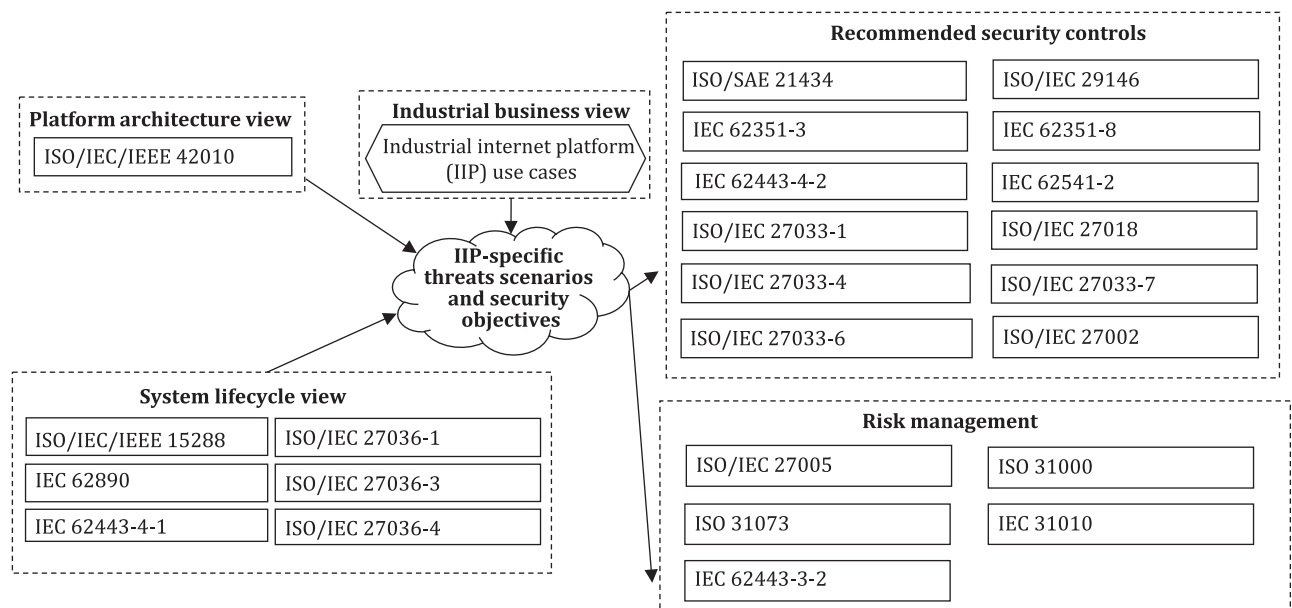 Platform architecture view
ISO/IEC/IEEE 42010
Industrial business view
Industrial internet platform
(IIP) use cases
IIP-specific
threats scenarios
and security
objectives
System lifecycle view
ISO/IEC/IEEE 15288
ISO/IEC 27036-1
IEC 62890
ISO/IEC 27036-3
IEC 62443-4-1
ISO/IEC 27036-4
Recommended security controls
ISO/SAE 21434
ISO/IEC 29146
IEC 62351-3
IEC 62351-8
IEC 62443-4-2
IEC 62541-2
ISO/IEC 27033-1
ISO/IEC 27018
ISO/IEC 27033-4
ISO/IEC 27033-7
ISO/IEC 27033-6
ISO/IEC 27002
Risk management
ISO/IEC 27005
ISO 31000
ISO 31073
IEC 31010
IEC 62443-3-2